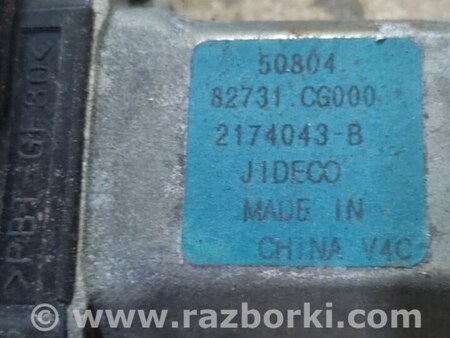 50804
82731 CG000
2174043-B
JIDECO
MADE IN
CHINA V4C
>PBT-GF30<
www.razborki.com